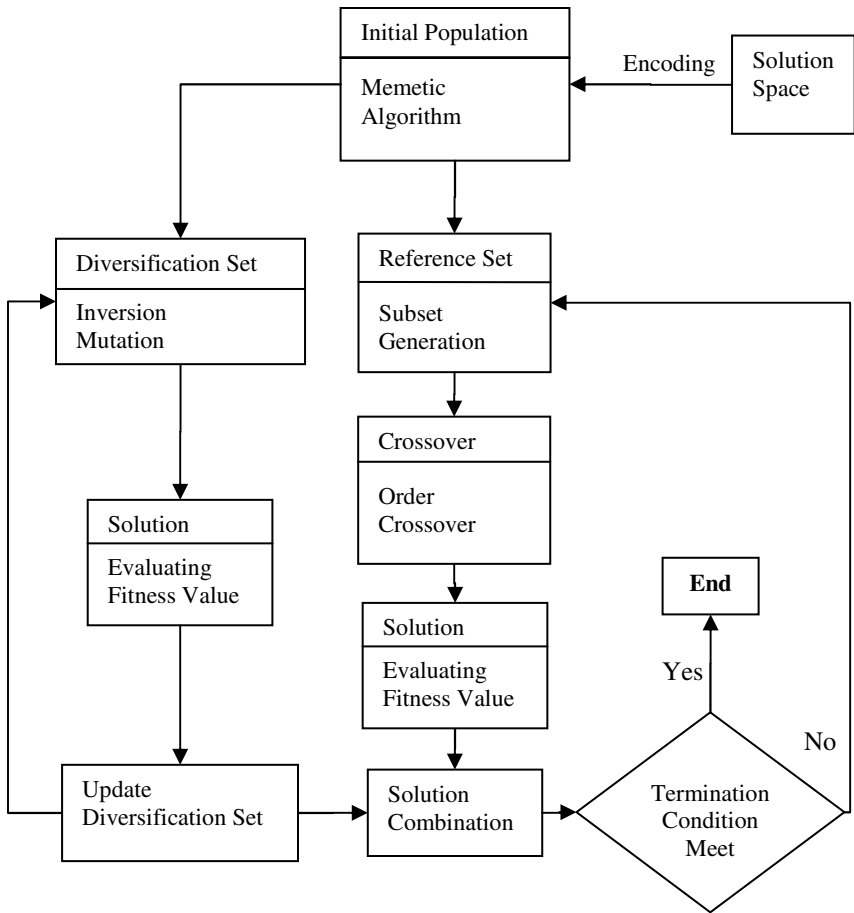 Initial Population
Memetic
Algorithm
Encoding
Solution
Space
Diversification Set
Inversion
Mutation
Reference Set
Subset
Generation
Crossover
Order
Crossover
Solution
Evaluating
Fitness Value
Solution
Evaluating
Fitness Value
End
Yes
No
Update
Diversification Set
Solution
Combination
Termination
Condition
Meet